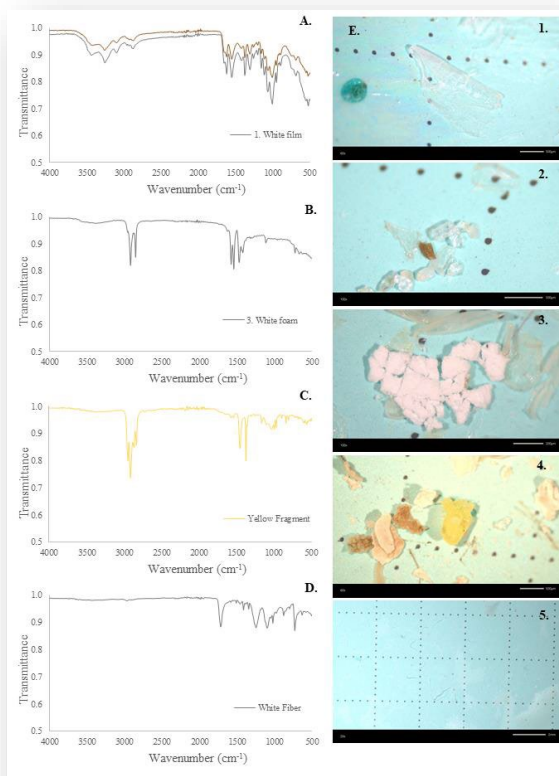 A.
1.0
0.9
0.8
0.7
0.6
0.5
Transmittance
4000 3500 3000 2500 2000 1500 1000 500
Wavenumber (cm-1)
1. White film
B.
1.0
0.9
0.8
0.7
0.6
0.5
Transmittance
4000 3500 3000 2500 2000 1500 1000 500
Wavenumber (cm-1)
3. White foam
C.
1.0
0.9
0.8
0.7
0.6
0.5
Transmittance
4000 3500 3000 2500 2000 1500 1000 500
Wavenumber (cm-1)
Yellow Fragment
D.
1.0
0.9
0.8
0.7
0.6
0.5
Transmittance
4000 3500 3000 2500 2000 1500 1000 500
Wavenumber (cm-1)
White Fiber
E.
1.
2.
3.
4.
5.